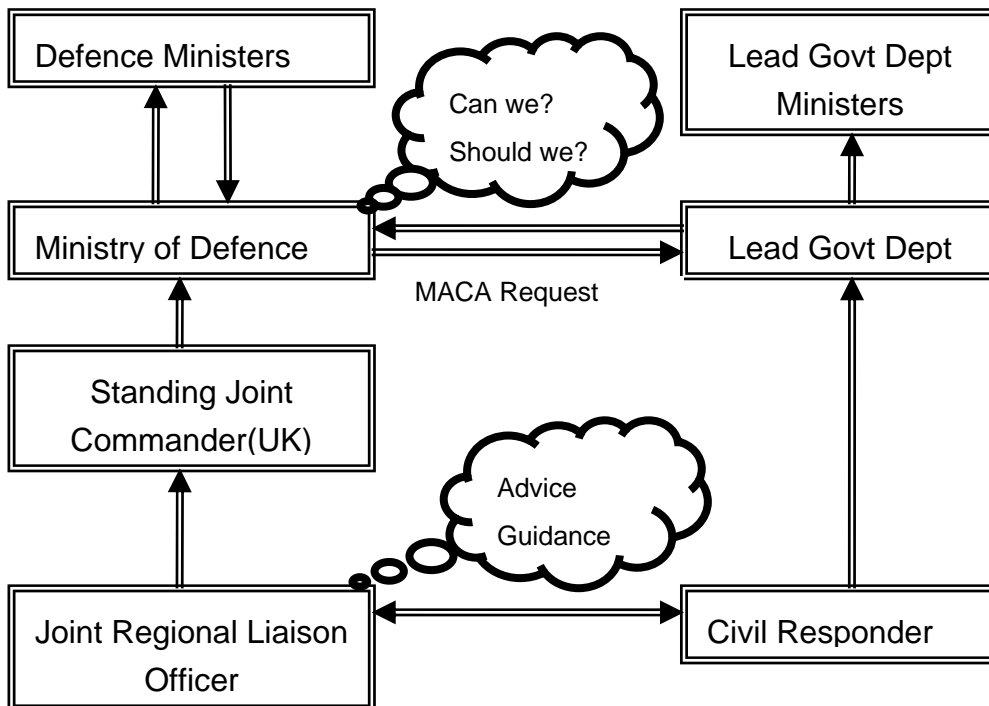 Defence Ministers
Can we?
Should we?
Lead Govt Dept
Ministers
Ministry of Defence
Lead Govt Dept
MACA Request
Standing Joint
Commander(UK)
Advice
Guidance
Joint Regional Liaison
Officer
Civil Responder